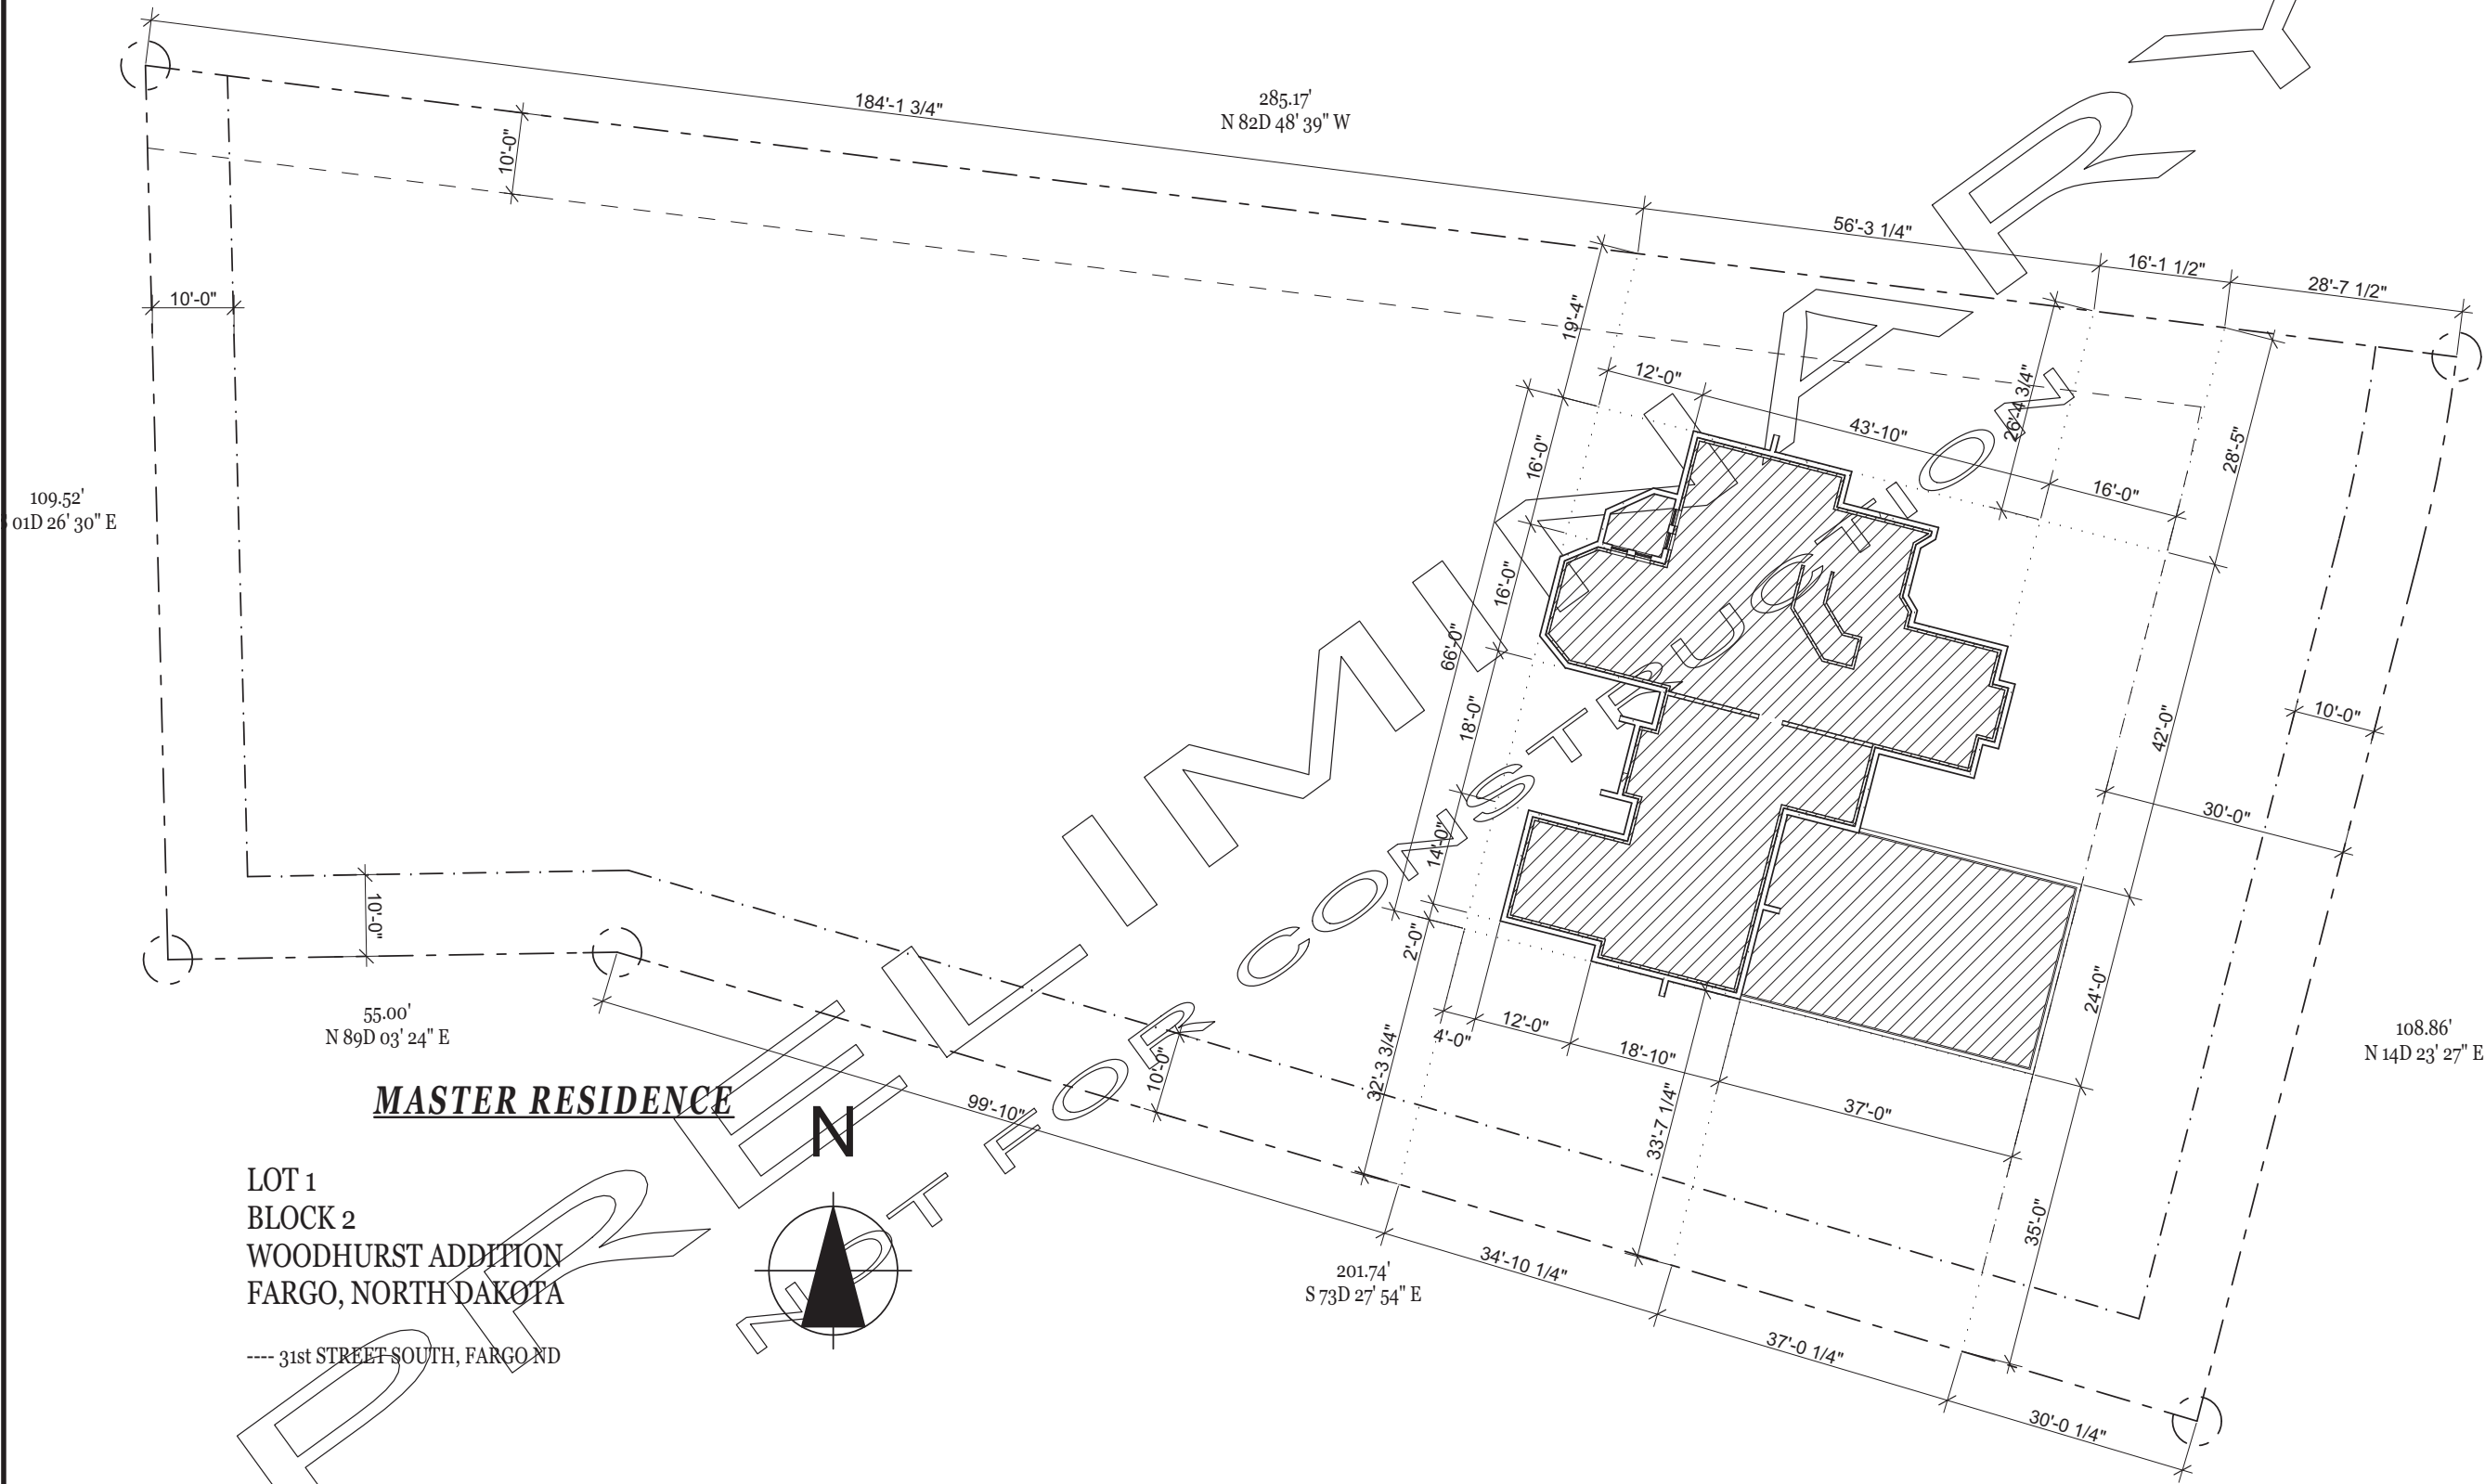 184'-1 3/4"
285.17'
N 82D 48' 39" W
56'-3 1/4"
16'-1 1/2"
28'-7 1/2"
10'-0"
10'-0"
19'-4"
12'-0"
43'-10"
26'-4 3/4"
16'-0"
28'-5"
109.52'
S 01D 26' 30" E
16'-0"
16'-0"
66'-0"
18'-0"
14'-0"
2'-0"
42'-0"
10'-0"
30'-0"
24'-0"
10'-0"
55.00'
N 89D 03' 24" E
4'-0"
12'-0"
18'-10"
37'-0"
32'-3 3/4"
33'-7 1/4"
35'-0"
108.86'
N 14D 23' 27" E
99'-10"
10'-0"
34'-10 1/4"
37'-0 1/4"
30'-0 1/4"
201.74'
S 73D 27' 54" E
MASTER RESIDENCE
N
LOT 1
BLOCK 2
WOODHURST ADDITION
FARGO, NORTH DAKOTA
---- 31st STREET SOUTH, FARGO ND
PRELIMINARY
NOT FOR CONSTRUCTION